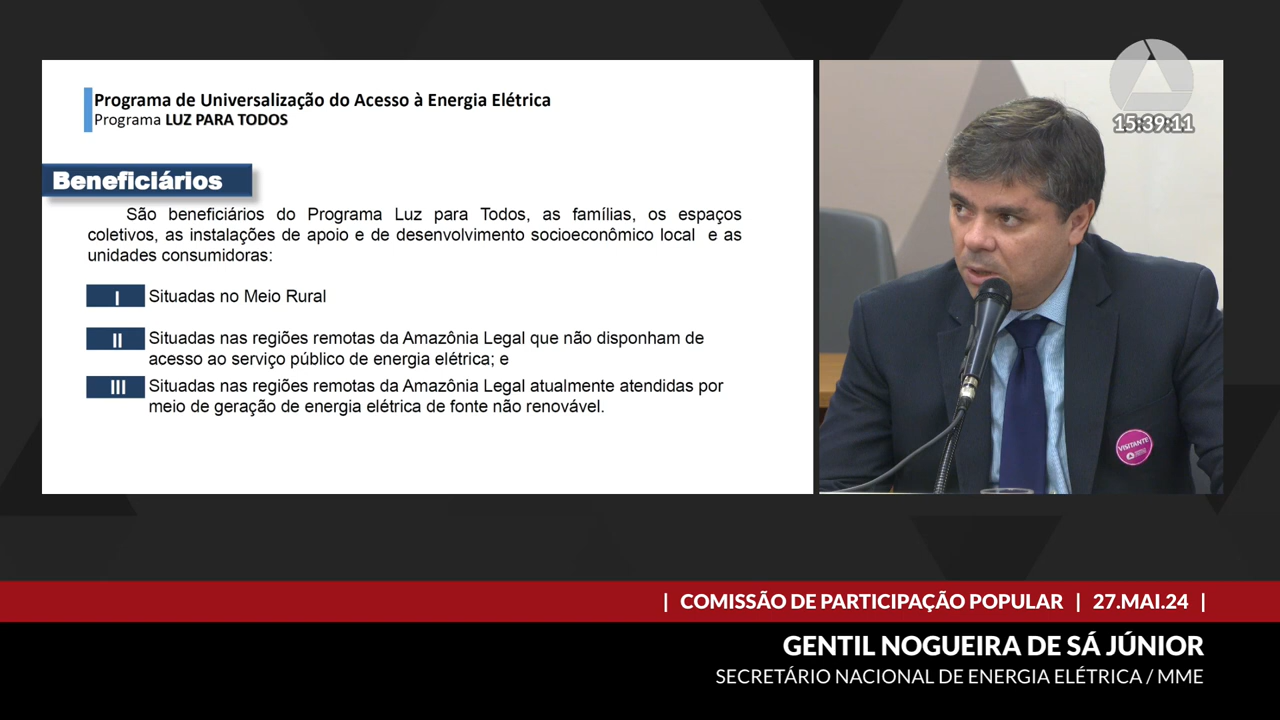 Programa de Universalização do Acesso à Energia Elétrica
Programa LUZ PARA TODOS
15:39:11
Beneficiários
São beneficiários do Programa Luz para Todos, as famílias, os espaços
coletivos, as instalações de apoio e de desenvolvimento socioeconômico local e as
unidades consumidoras:
I Situadas no Meio Rural
II Situadas nas regiões remotas da Amazônia Legal que não disponham de
acesso ao serviço público de energia elétrica; e
III Situadas nas regiões remotas da Amazônia Legal atualmente atendidas por
meio de geração de energia elétrica de fonte não renovável.
VISITANTE
| COMISSÃO DE PARTICIPAÇÃO POPULAR | 27.MAI.24 |
GENTIL NOGUEIRA DE SÁ JÚNIOR
SECRETÁRIO NACIONAL DE ENERGIA ELÉTRICA / MME